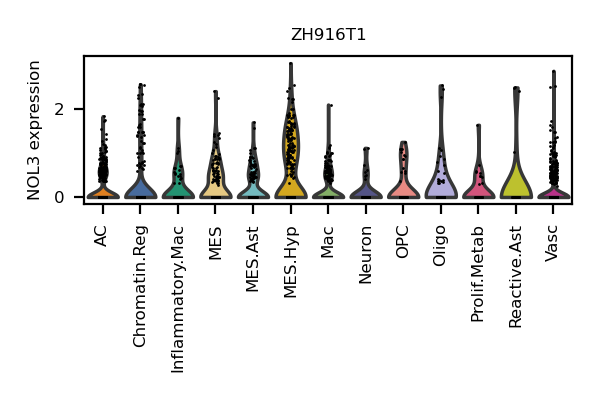 ZH916T1
NOL3 expression
2
0
AC
Chromatin.Reg
Inflammatory.Mac
MES
MES.Ast
MES.Hyp
Mac
Neuron
OPC
Oligo
Prolif.Metab
Reactive.Ast
Vasc